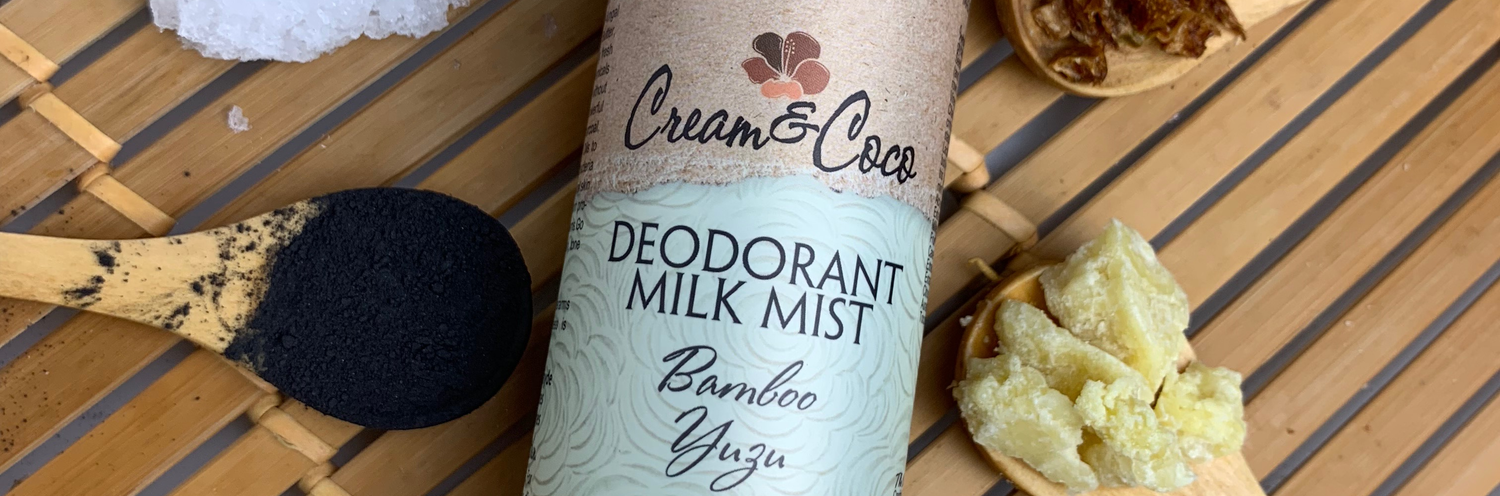 Cream & Coco
DEODORANT
MILK MIST
Bamboo
Yuzu